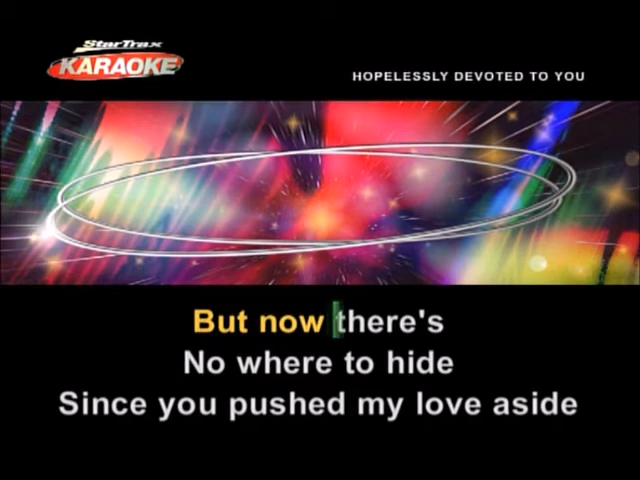 StarTrax
KARAOKE
HOPELESSLY DEVOTED TO YOU
But now there's
No where to hide
Since you pushed my love aside